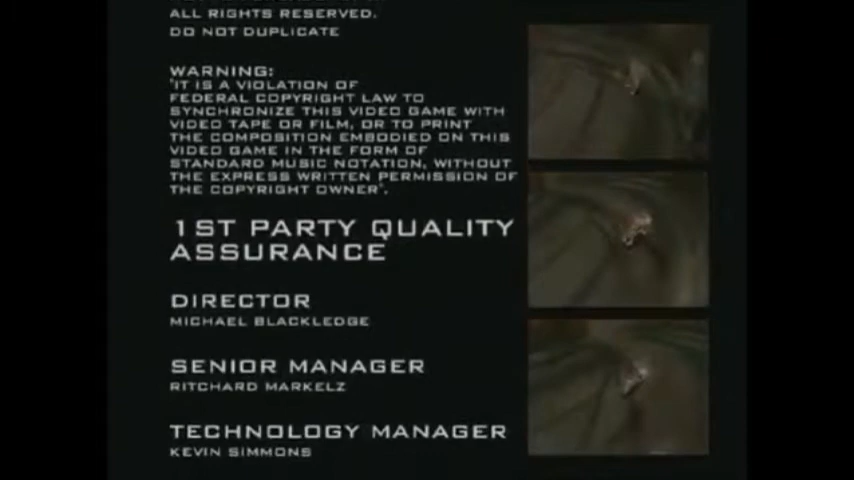 ALL RIGHTS RESERVED.
DO NOT DUPLICATE
WARNING:
"IT IS A VIOLATION OF
FEDERAL COPYRIGHT LAW TO
SYNCHRONIZE THIS VIDEO GAME WITH
VIDEO TAPE OR FILM, OR TO PRINT
THE COMPOSITION EMBODIED ON THIS
VIDEO GAME IN THE FORM OF
STANDARD MUSIC NOTATION, WITHOUT
THE EXPRESS WRITTEN PERMISSION OF
THE COPYRIGHT OWNER".
1ST PARTY QUALITY
ASSURANCE
DIRECTOR
MICHAEL BLACKLEDGE
SENIOR MANAGER
RITCHARD MARKELZ
TECHNOLOGY MANAGER
KEVIN SIMMONS